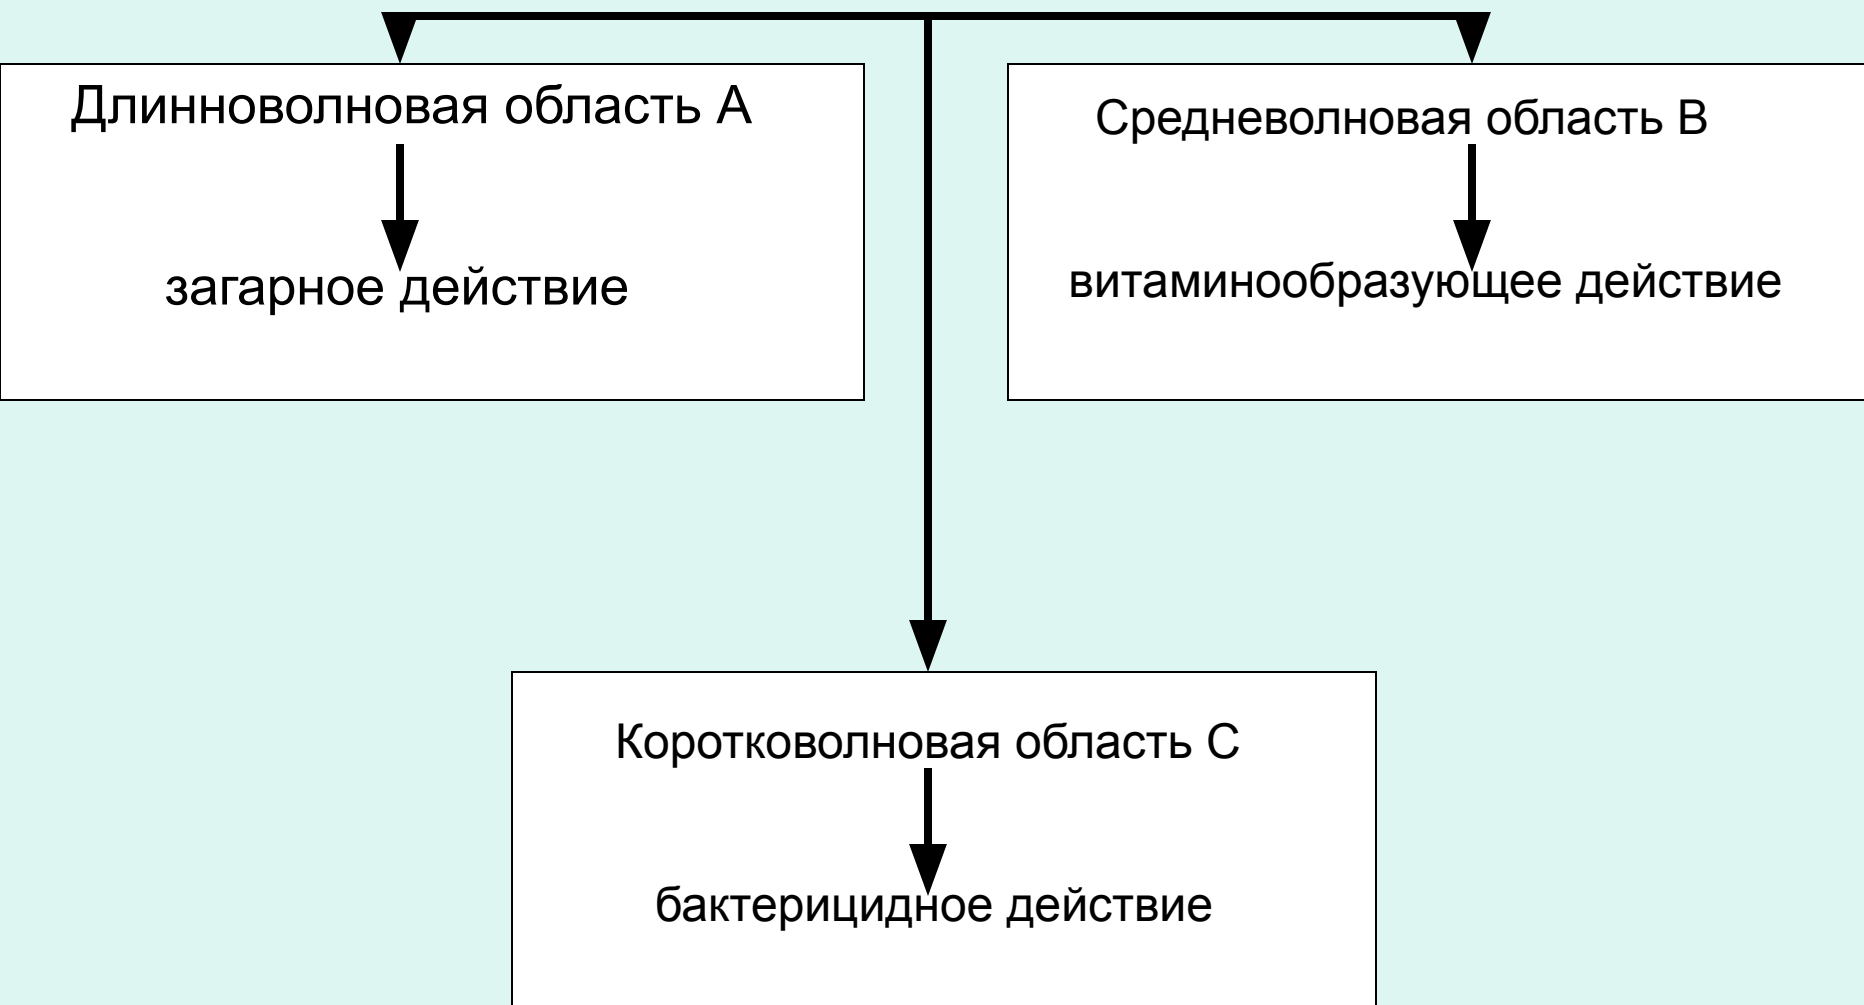 Длинноволновая область А
загарное действие
Средневолновая область В
витаминообразующее действие
Коротковолновая область С
бактерицидное действие